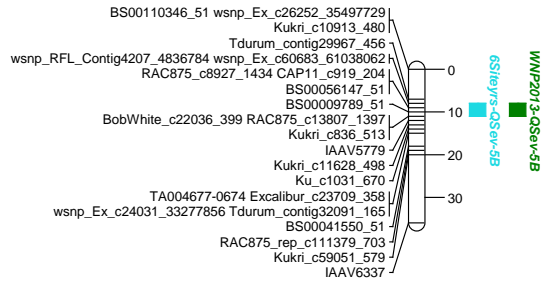 BS00110346_51 wsnp_Ex_c26252_35497729
Kukri_c10913_480
Tdurum_contig29967_456
wsnp_RFL_Contig4207_4836784 wsnp_Ex_c60683_61038062
RAC875_c8927_1434 CAP11_c919_204
BS00056147_51
BS00009789_51
BobWhite_c22036_399 RAC875_c13807_1397
Kukri_c836_513
IAAV5779
Kukri_c11628_498
Ku_c1031_670
TA004677-0674 Excalibur_c23709_358
wsnp_Ex_c24031_33277856 Tdurum_contig32091_165
BS00041550_51
RAC875_rep_c111379_703
Kukri_c59051_579
IAAV6337
0
10
20
30
6Siteyrs-QSev-5B
WNP2013-QSev-5B